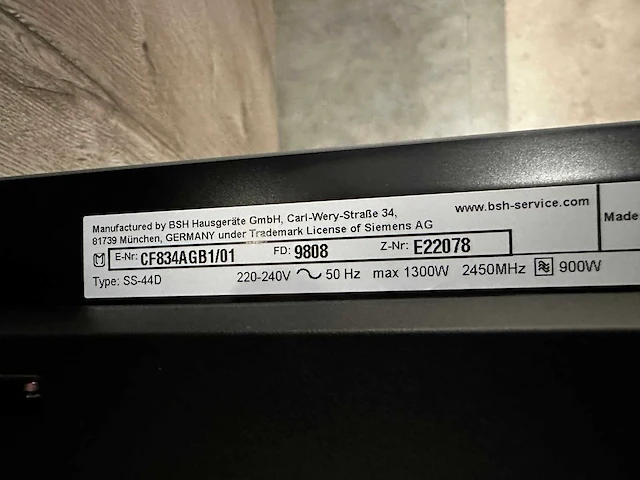 Manufactured by BSH Hausgeräte GmbH, Carl-Wery-Straße 34,
81739 München, GERMANY under Trademark License of Siemens AG
www.bsh-service.com
Made
E-Nr: CF834AGB1/01 FD: 9808 Z-Nr: E22078
Type: SS-44D 220-240V 50 Hz max 1300W 2450MHz 900W